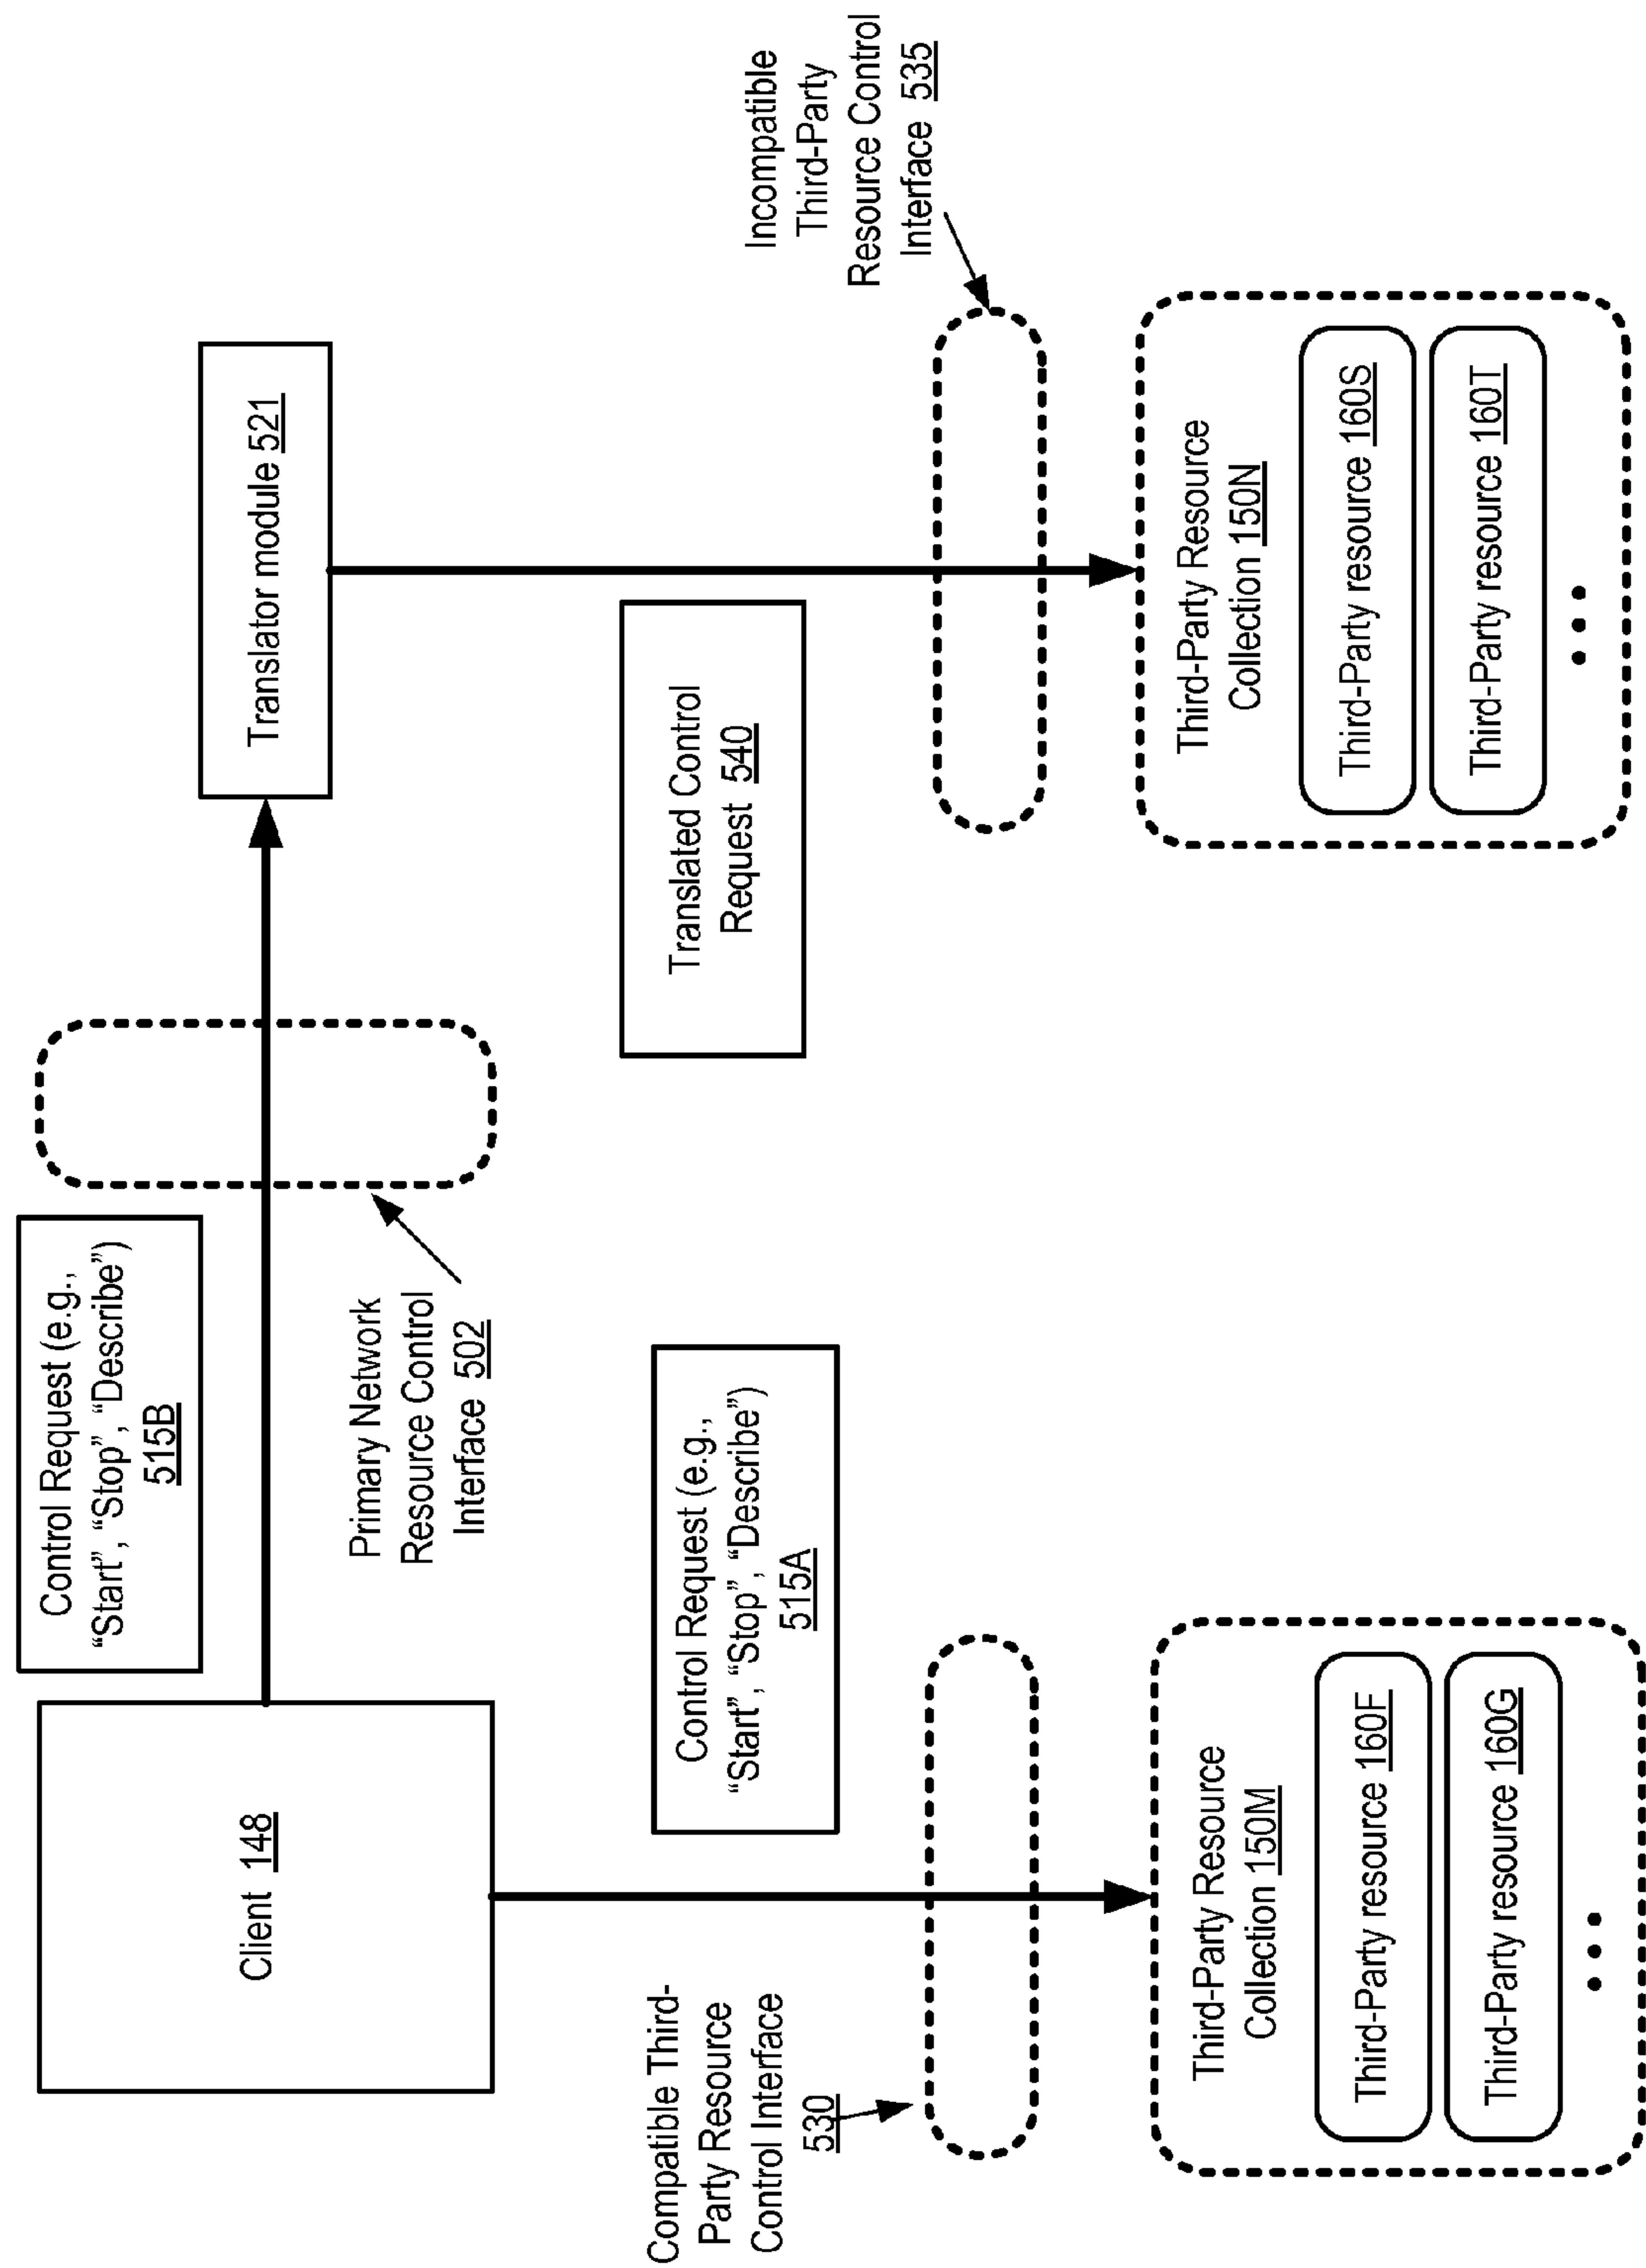 Client 148
Control Request (e.g.,
“Start”, “Stop”, “Describe”)
515B
Primary Network
Resource Control
Interface 502
Translator module 521
Compatible Third-
Party Resource
Control Interface
530
Control Request (e.g.,
“Start”, “Stop”, “Describe”)
515A
Translated Control
Request 540
Incompatible
Third-Party
Resource Control
Interface 535
Third-Party Resource
Collection 150M
Third-Party resource 160F
Third-Party resource 160G
Third-Party Resource
Collection 150N
Third-Party resource 160S
Third-Party resource 160T